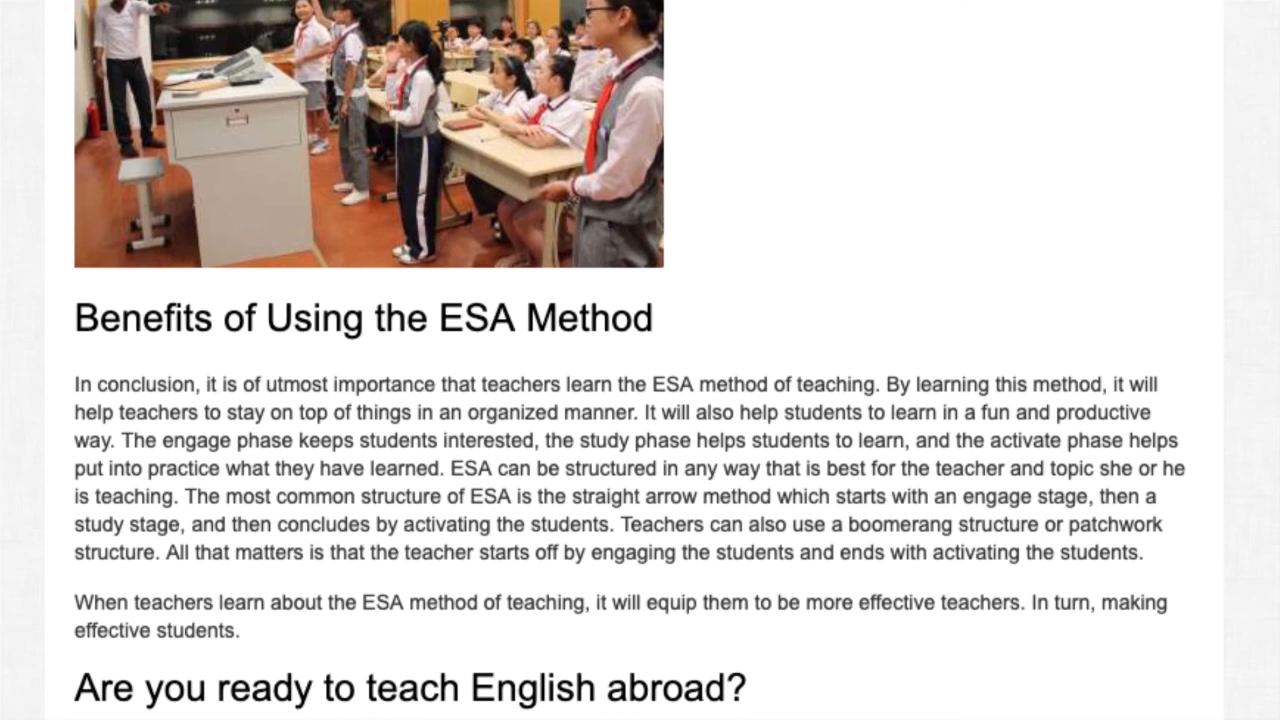 Benefits of Using the ESA Method
In conclusion, it is of utmost importance that teachers learn the ESA method of teaching. By learning this method, it will
help teachers to stay on top of things in an organized manner. It will also help students to learn in a fun and productive
way. The engage phase keeps students interested, the study phase helps students to learn, and the activate phase helps
put into practice what they have learned. ESA can be structured in any way that is best for the teacher and topic she or he
is teaching. The most common structure of ESA is the straight arrow method which starts with an engage stage, then a
study stage, and then concludes by activating the students. Teachers can also use a boomerang structure or patchwork
structure. All that matters is that the teacher starts off by engaging the students and ends with activating the students.
When teachers learn about the ESA method of teaching, it will equip them to be more effective teachers. In turn, making
effective students.
Are you ready to teach English abroad?